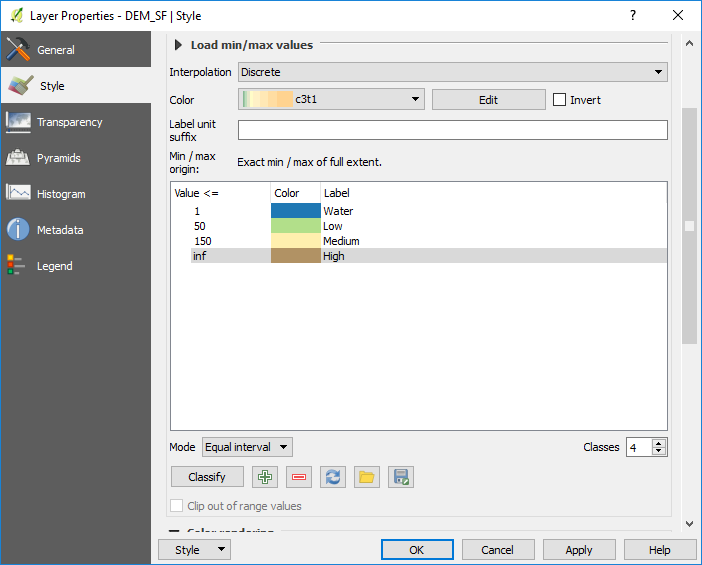 Layer Properties - DEM_SF | Style
?
General
Style
Transparency
Pyramids
Histogram
Metadata
Legend
Load min/max values
Interpolation Discrete
Color c3t1 Edit Invert
Label unit
suffix
Min / max
origin: Exact min / max of full extent.
Value <= Color Label
1 Water
50 Low
150 Medium
inf High
Mode Equal interval Classes 4
Classify
Clip out of range values
Color rendering
Style OK Cancel Apply Help